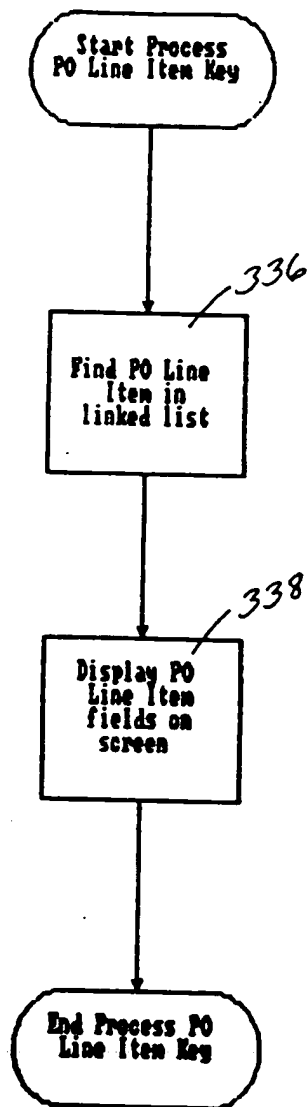 Start Process
PO Line Item Key
336
Find PO Line
Item in
linked list
338
Display PO
Line Item
fields on
screen
End Process PO
Line Item Key